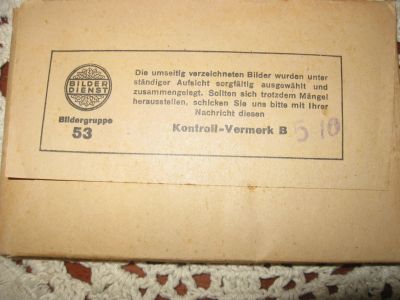 BILDER
DIENST
Bildergruppe
53
Die umseitig verzeichneten Bilder wurden unter
ständiger Aufsicht sorgfältig ausgewählt und
zusammengelegt. Sollten sich trotzdem Mängel
herausstellen, schicken Sie uns bitte mit Ihrer
Nachricht diesen
Kontroll-Vermerk B 510